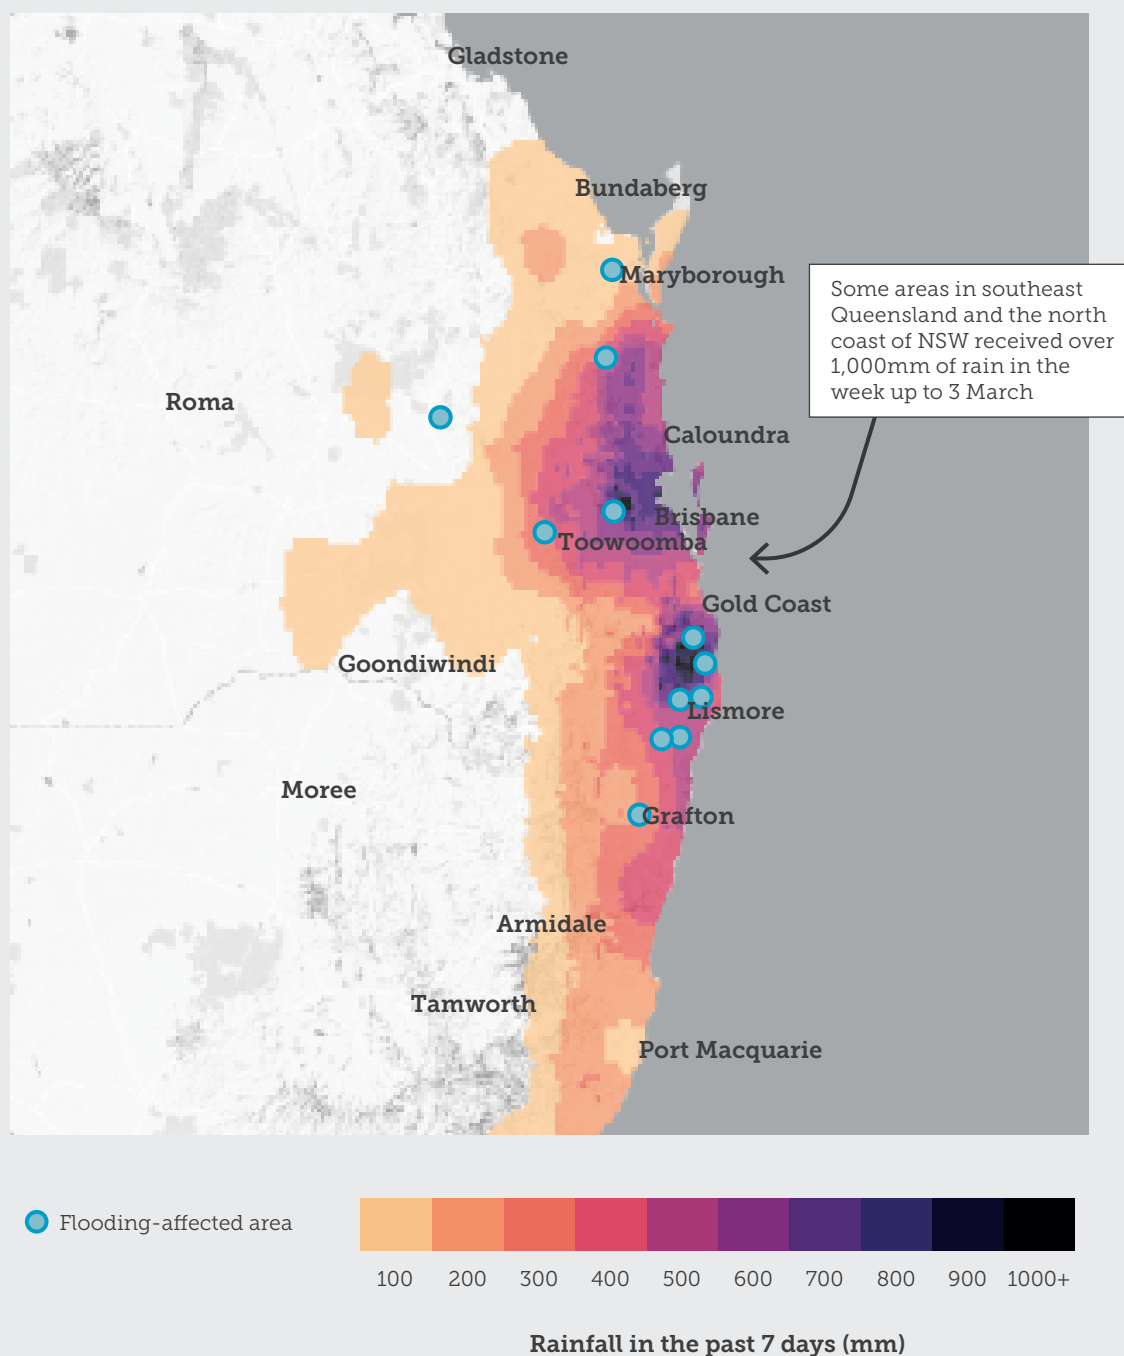 Gladstone
Bundaberg
Maryborough
Some areas in southeast
Queensland and the north
coast of NSW received over
1,000mm of rain in the
week up to 3 March
Roma
Caloundra
Brisbane
Toowoomba
Gold Coast
Goondiwindi
Lismore
Moree
Grafton
Armidale
Tamworth
Port Macquarie
Flooding-affected area
100 200 300 400 500 600 700 800 900 1000+
Rainfall in the past 7 days (mm)